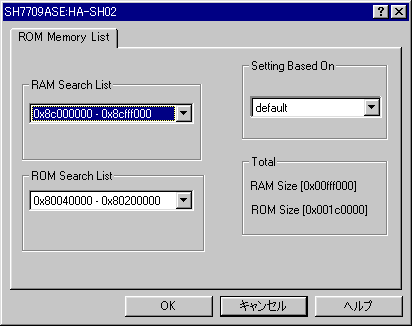 SH7709ASE:HA-SH02
ROM Memory List
RAM Search List
0x8c000000 - 0x8cfff000
ROM Search List
0x80040000 - 0x80200000
Setting Based On
default
Total
RAM Size [0x00fff000]
ROM Size [0x001c0000]
OK
キャンセル
ヘルプ